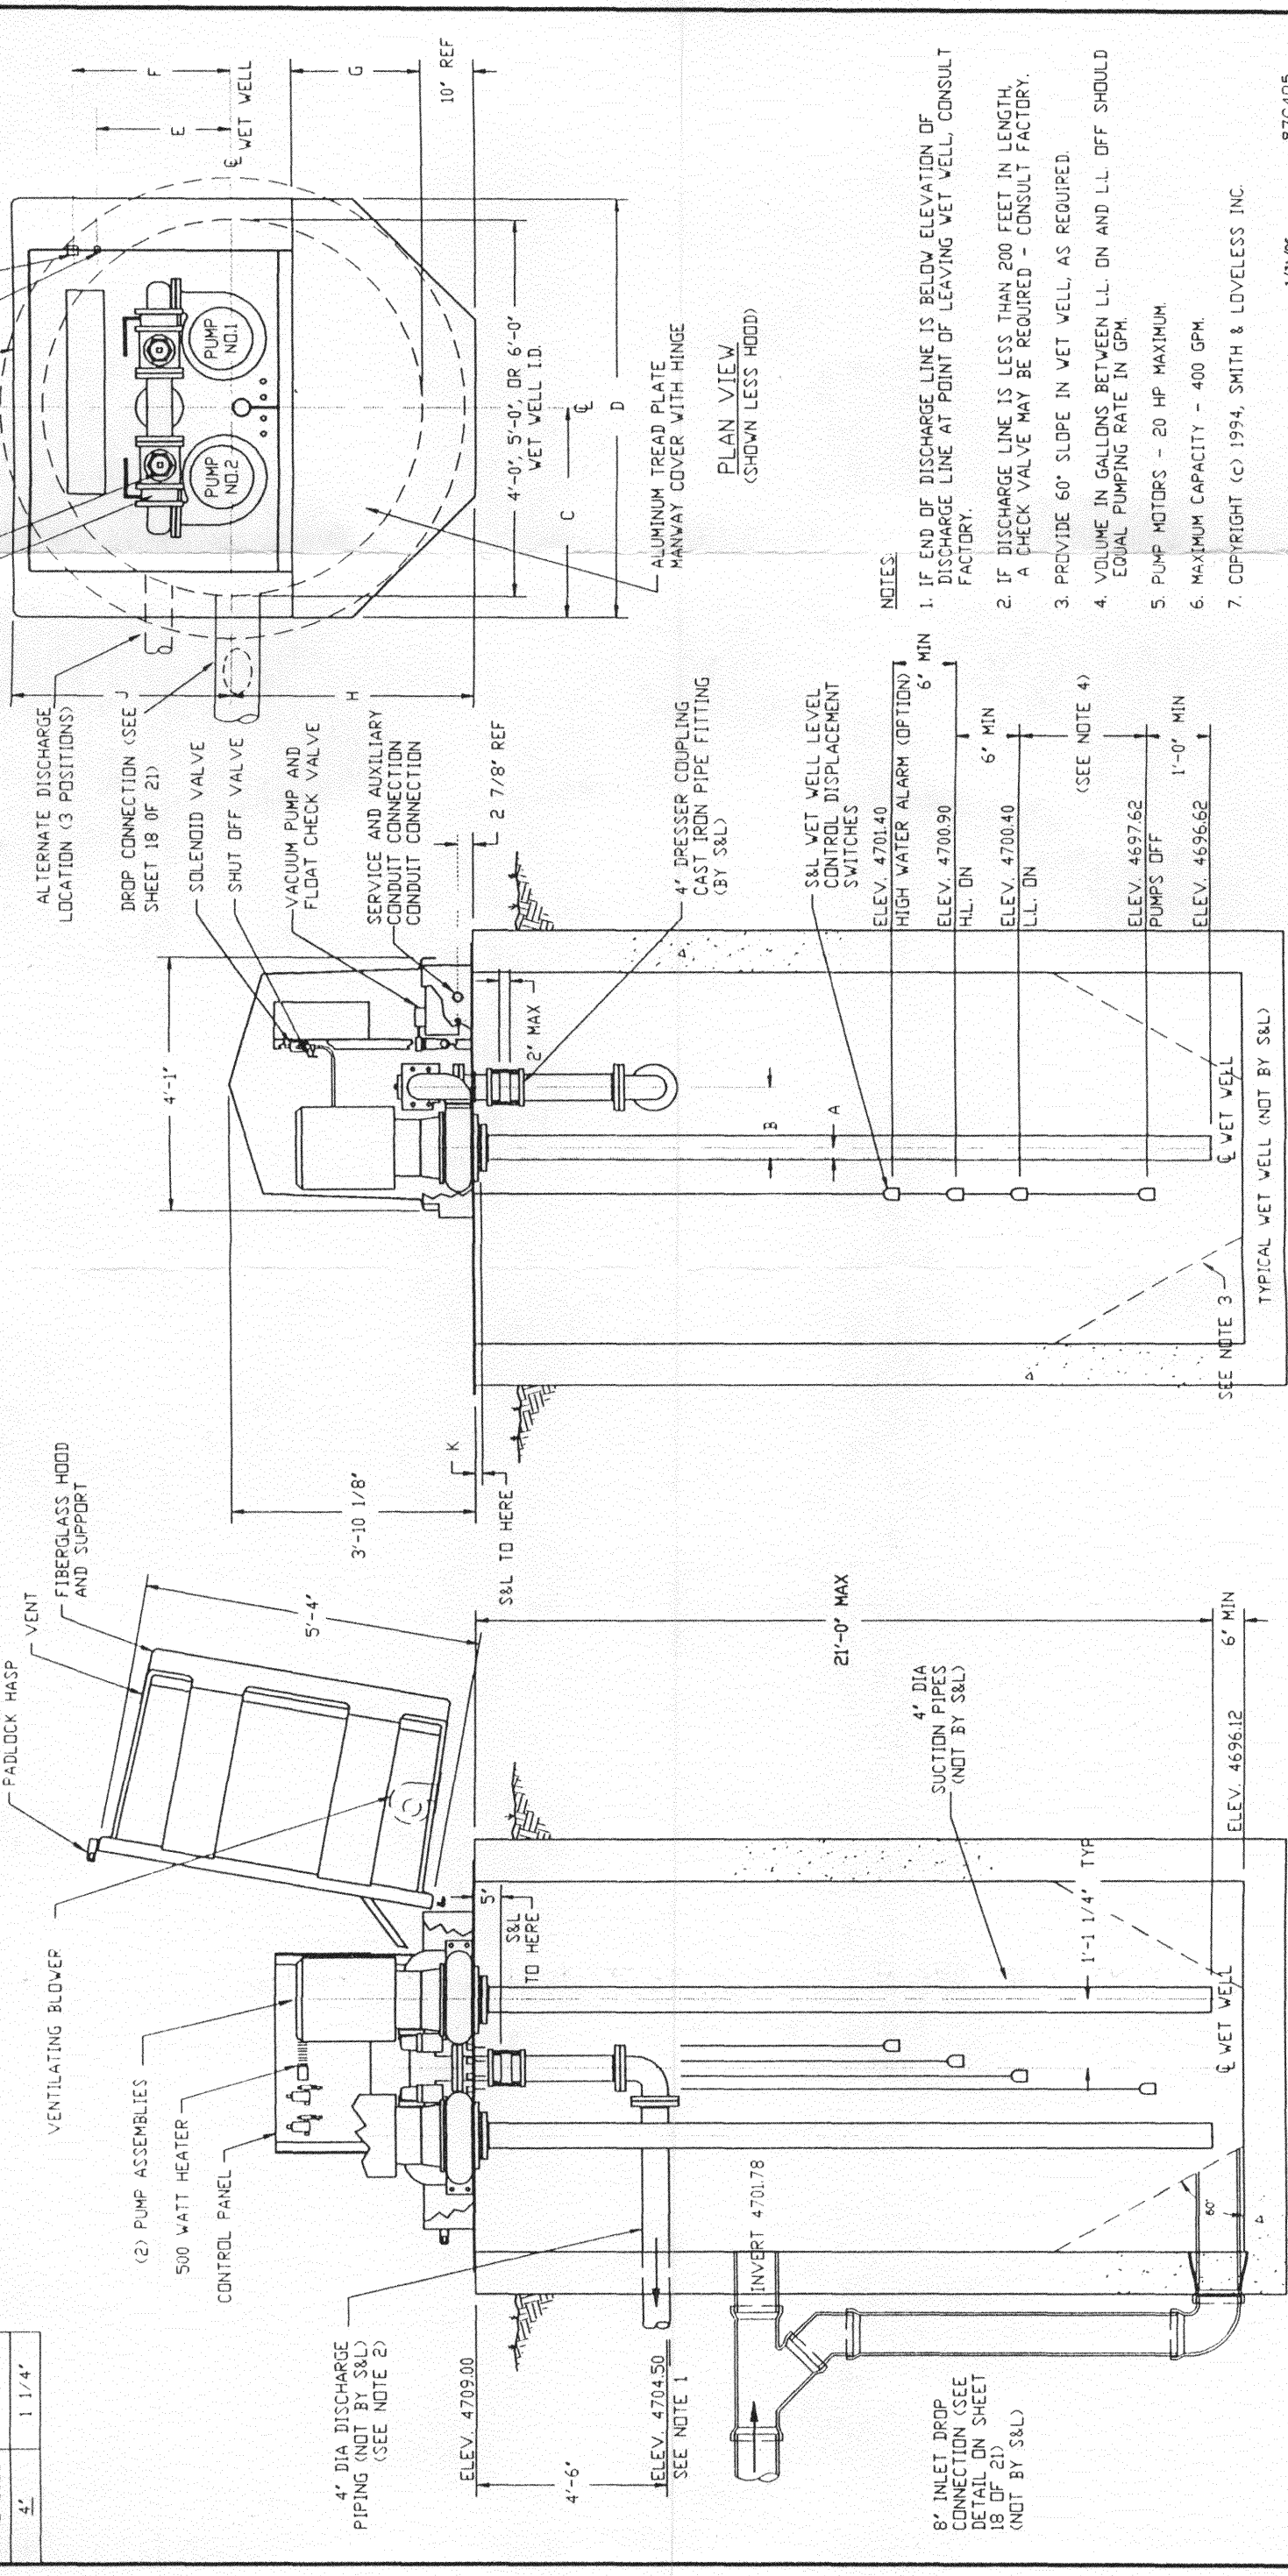 4" 1 1/4"
PADLOCK HASP
VENT
FIBERGLASS HOOD
AND SUPPORT
VENTILATING BLOWER
(2) PUMP ASSEMBLIES
500 WATT HEATER
CONTROL PANEL
5'-4"
4" DIA DISCHARGE
PIPING (NOT BY S&L)
(SEE NOTE 2)
ELEV. 4709.00
4'-6"
ELEV. 4704.50
SEE NOTE 1
5"
S&L
TO HERE
INVERT 4701.78
8" INLET DROP
CONNECTION (SEE
DETAIL ON SHEET
18 OF 21)
(NOT BY S&L)
60°
℄ WET WELL
1'-1 1/4" TYP
4" DIA
SUCTION PIPES
(NOT BY S&L)
21'-0" MAX
6" MIN
ELEV. 4696.12
3'-10 1/8"
K
S&L TO HERE
4'-1"
2" MAX
B
A
SEE NOTE 3
℄ WET WELL
TYPICAL WET WELL (NOT BY S&L)
ALTERNATE DISCHARGE
LOCATION (3 POSITIONS)
DROP CONNECTION (SEE
SHEET 18 OF 21)
SOLENOID VALVE
SHUT OFF VALVE
VACUUM PUMP AND
FLOAT CHECK VALVE
SERVICE AND AUXILIARY
CONDUIT CONNECTION
CONDUIT CONNECTION
2 7/8" REF
4" DRESSER COUPLING
CAST IRON PIPE FITTING
(BY S&L)
S&L WET WELL LEVEL
CONTROL DISPLACEMENT
SWITCHES
ELEV. 4701.40
HIGH WATER ALARM (OPTION)
6" MIN
ELEV. 4700.90
H.L. ON
6" MIN
ELEV. 4700.40
L.L. ON
(SEE NOTE 4)
ELEV. 4697.62
PUMPS OFF
1'-0" MIN
ELEV. 4696.62
J
H
PUMP
NO.2
PUMP
NO.1
F
E
℄ WET WELL
G
10" REF
4'-0", 5'-0", OR 6'-0"
WET WELL I.D.
℄
C
D
ALUMINUM TREAD PLATE
MANWAY COVER WITH HINGE
PLAN VIEW
(SHOWN LESS HOOD)
NOTES:
1. IF END OF DISCHARGE LINE IS BELOW ELEVATION OF
DISCHARGE LINE AT POINT OF LEAVING WET WELL, CONSULT
FACTORY.
2. IF DISCHARGE LINE IS LESS THAN 200 FEET IN LENGTH,
A CHECK VALVE MAY BE REQUIRED - CONSULT FACTORY.
3. PROVIDE 60° SLOPE IN WET WELL, AS REQUIRED.
4. VOLUME IN GALLONS BETWEEN L.L. ON AND L.L. OFF SHOULD
EQUAL PUMPING RATE IN GPM.
5. PUMP MOTORS - 20 HP MAXIMUM.
6. MAXIMUM CAPACITY - 400 GPM.
7. COPYRIGHT (c) 1994, SMITH & LOVELESS INC.